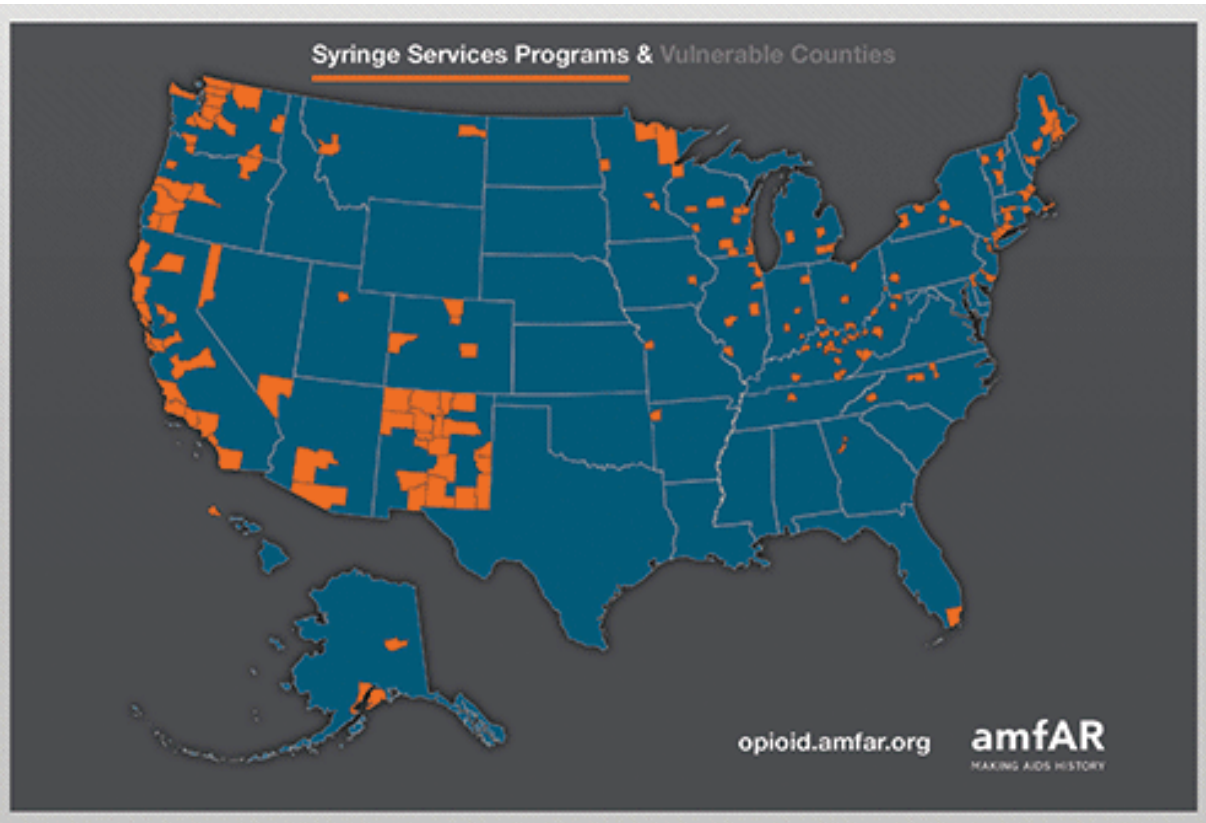 Syringe Services Programs & Vulnerable Counties
opioid.amfar.org
amfAR
MAKING AIDS HISTORY